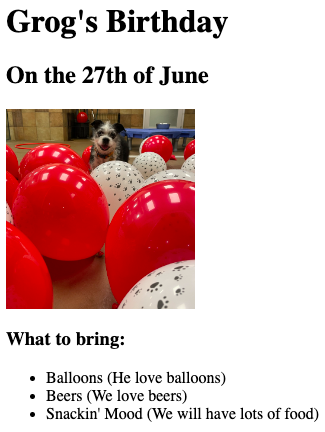 Grog's Birthday
On the 27th of June
What to bring:
• Balloons (He love balloons)
• Beers (We love beers)
• Snackin' Mood (We will have lots of food)